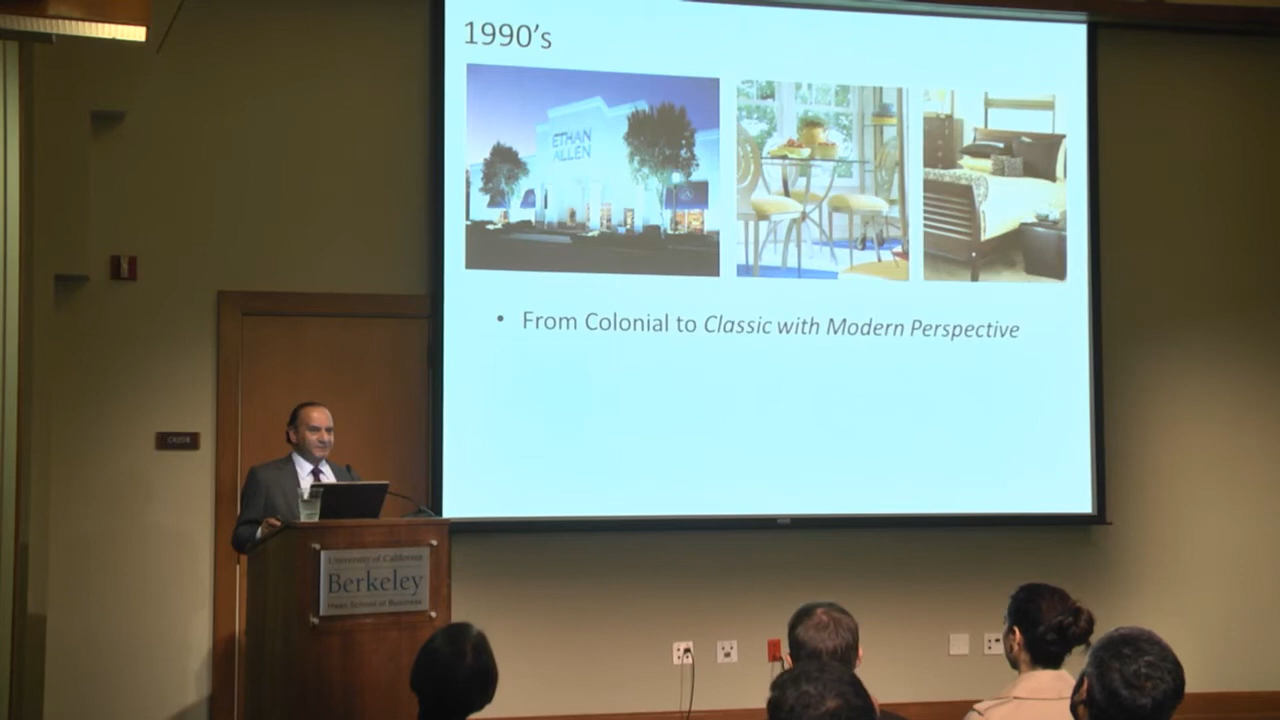 1990's
ETHAN
ALLEN
• From Colonial to Classic with Modern Perspective
University of California
Berkeley
Haas School of Business